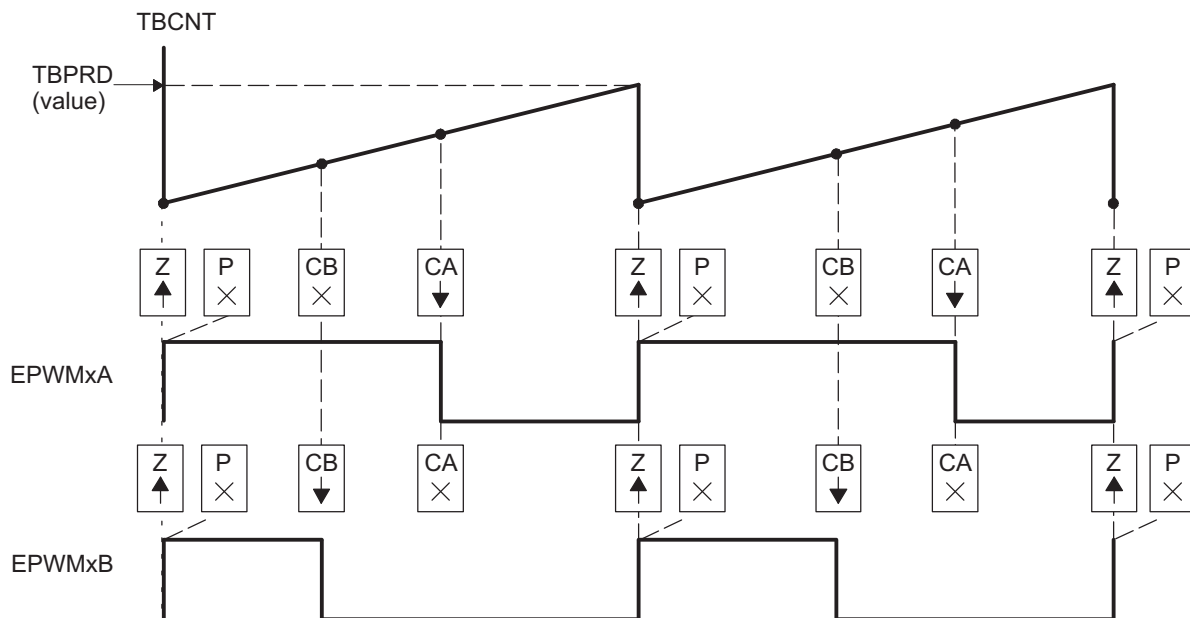 TBCNT
TBPRD
(value)
Z P CB CA Z P CB CA Z P
EPWMxA
Z P CB CA Z P CB CA Z P
EPWMxB